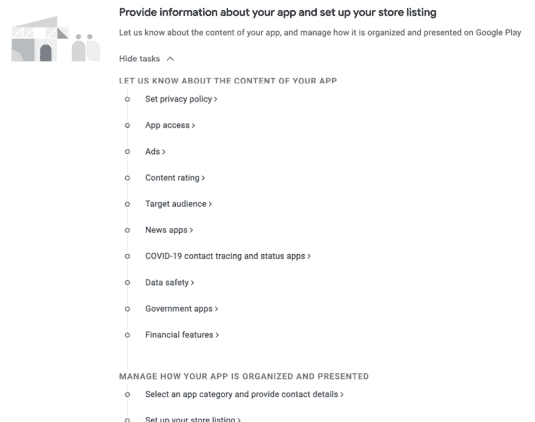 Provide information about your app and set up your store listing
Let us know about the content of your app, and manage how it is organized and presented on Google Play
Hide tasks
LET US KNOW ABOUT THE CONTENT OF YOUR APP
Set privacy policy >
App access >
Ads >
Content rating >
Target audience >
News apps >
COVID-19 contact tracing and status apps >
Data safety >
Government apps >
Financial features >
MANAGE HOW YOUR APP IS ORGANIZED AND PRESENTED
Select an app category and provide contact details >
Set up your store listing >